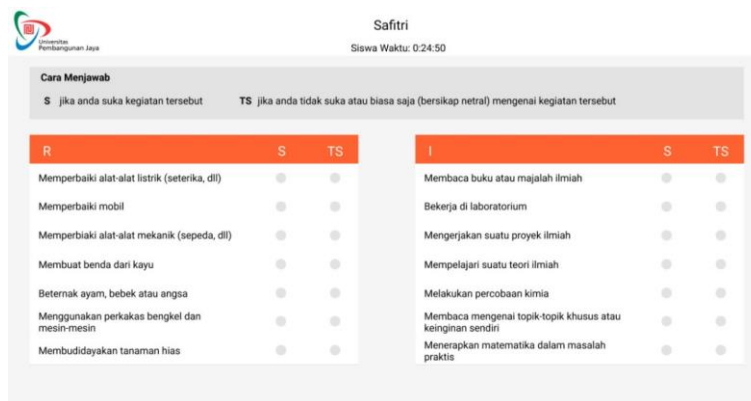 Universitas
Pembangunan Jaya
Safitri
Siswa Waktu: 0:24:50
Cara Menjawab
S jika anda suka kegiatan tersebut TS jika anda tidak suka atau biasa saja (bersikap netral) mengenai kegiatan tersebut
R S TS
Memperbaiki alat-alat listrik (seterika, dll)
Memperbaiki mobil
Memperbiaki alat-alat mekanik (sepeda, dll)
Membuat benda dari kayu
Beternak ayam, bebek atau angsa
Menggunakan perkakas bengkel dan
mesin-mesin
Membudidayakan tanaman hias
I S TS
Membaca buku atau majalah ilmiah
Bekerja di laboratorium
Mengerjakan suatu proyek ilmiah
Mempelajari suatu teori ilmiah
Melakukan percobaan kimia
Membaca mengenai topik-topik khusus atau
keinginan sendiri
Menerapkan matematika dalam masalah
praktis